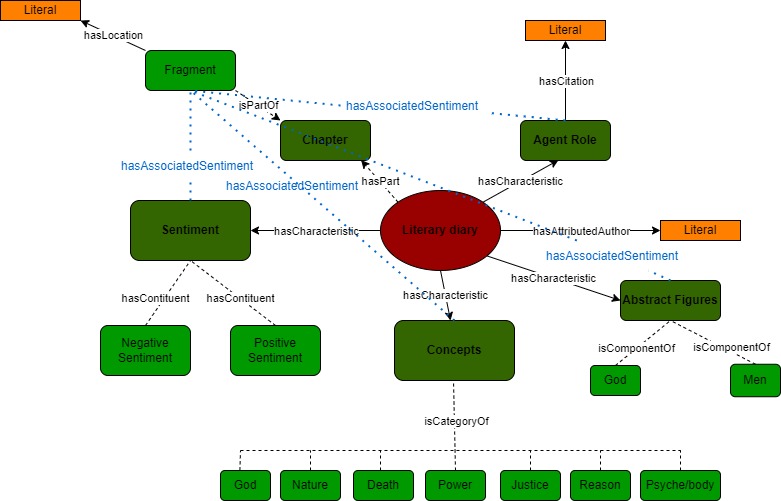 Literal
hasLocation
Literal
Fragment
hasCitation
isPartOf
hasAssociatedSentiment
Chapter
Agent Role
hasAssociatedSentiment
hasAssociatedSentiment
hasPart
hasCharacteristic
Sentiment
hasCharacteristic
Literary diary
hasAttributedAuthor
Literal
hasAssociatedSentiment
hasCharacteristic
hasContituent
hasContituent
hasCharacteristic
Abstract Figures
Negative
Sentiment
Positive
Sentiment
Concepts
isComponentOf
isComponentOf
God
Men
isCategoryOf
God
Nature
Death
Power
Justice
Reason
Psyche/body